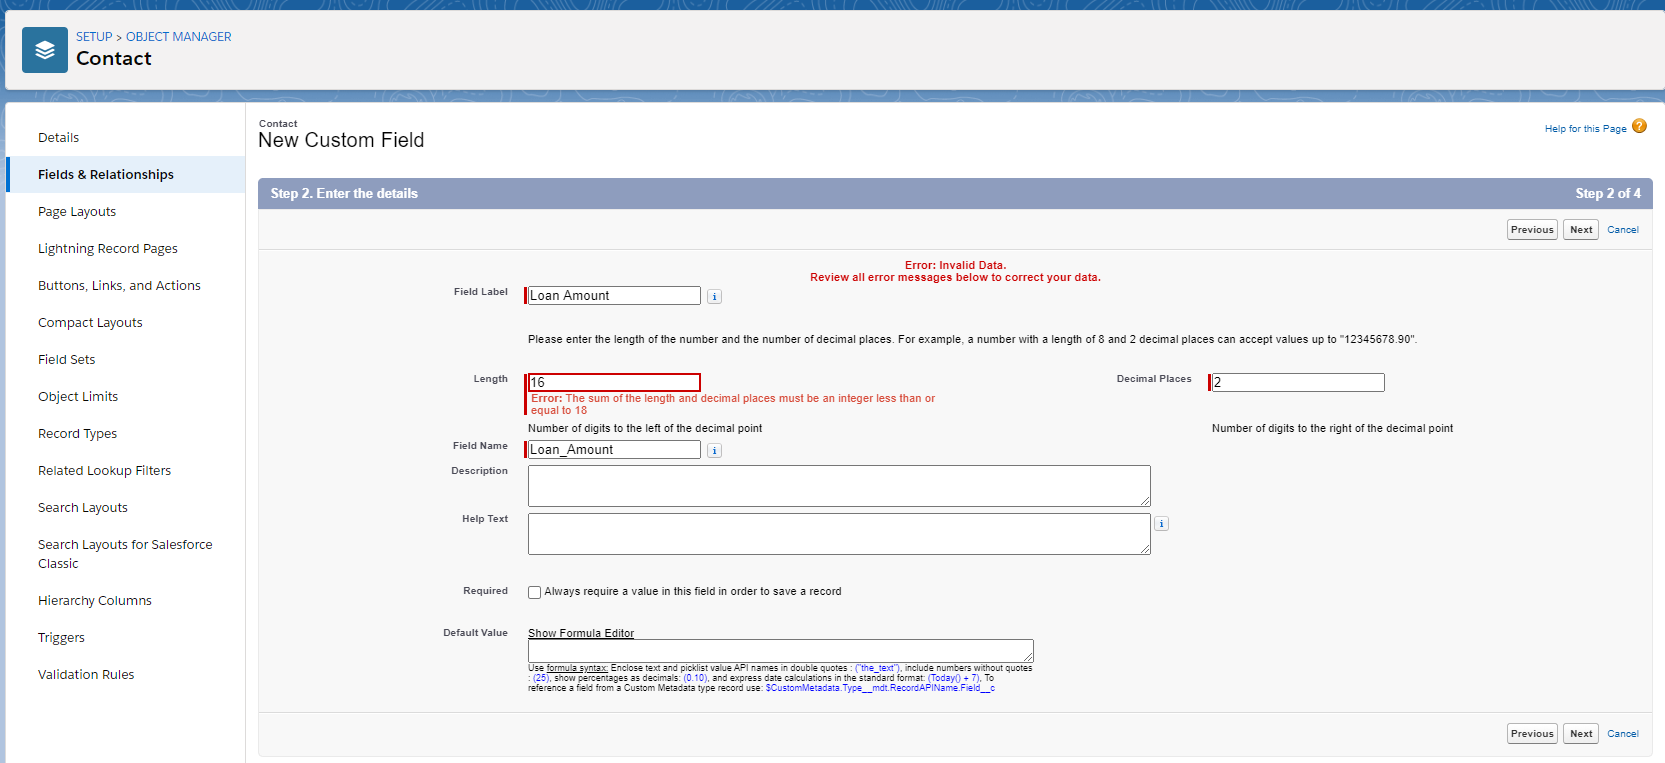 SETUP > OBJECT MANAGER
Contact
Details
Fields & Relationships
Page Layouts
Lightning Record Pages
Buttons, Links, and Actions
Compact Layouts
Field Sets
Object Limits
Record Types
Related Lookup Filters
Search Layouts
Search Layouts for Salesforce
Classic
Hierarchy Columns
Triggers
Validation Rules
Contact
New Custom Field
Help for this Page ?
Step 2. Enter the details Step 2 of 4
Previous Next Cancel
Error: Invalid Data.
Review all error messages below to correct your data.
Field Label Loan Amount i
Please enter the length of the number and the number of decimal places. For example, a number with a length of 8 and 2 decimal places can accept values up to "12345678.90".
Length 16 Decimal Places 2
Error: The sum of the length and decimal places must be an integer less than or
equal to 18
Number of digits to the left of the decimal point Number of digits to the right of the decimal point
Field Name Loan_Amount i
Description
Help Text i
Required Always require a value in this field in order to save a record
Default Value Show Formula Editor
Use formula syntax: Enclose text and picklist value API names in double quotes : ("the_text"), include numbers without quotes
: (25), show percentages as decimals: (0.10), and express date calculations in the standard format: (Today() + 7), To
reference a field from a Custom Metadata type record use: $CustomMetadata.Type__mdt.RecordAPIName.Field__c
Previous Next Cancel